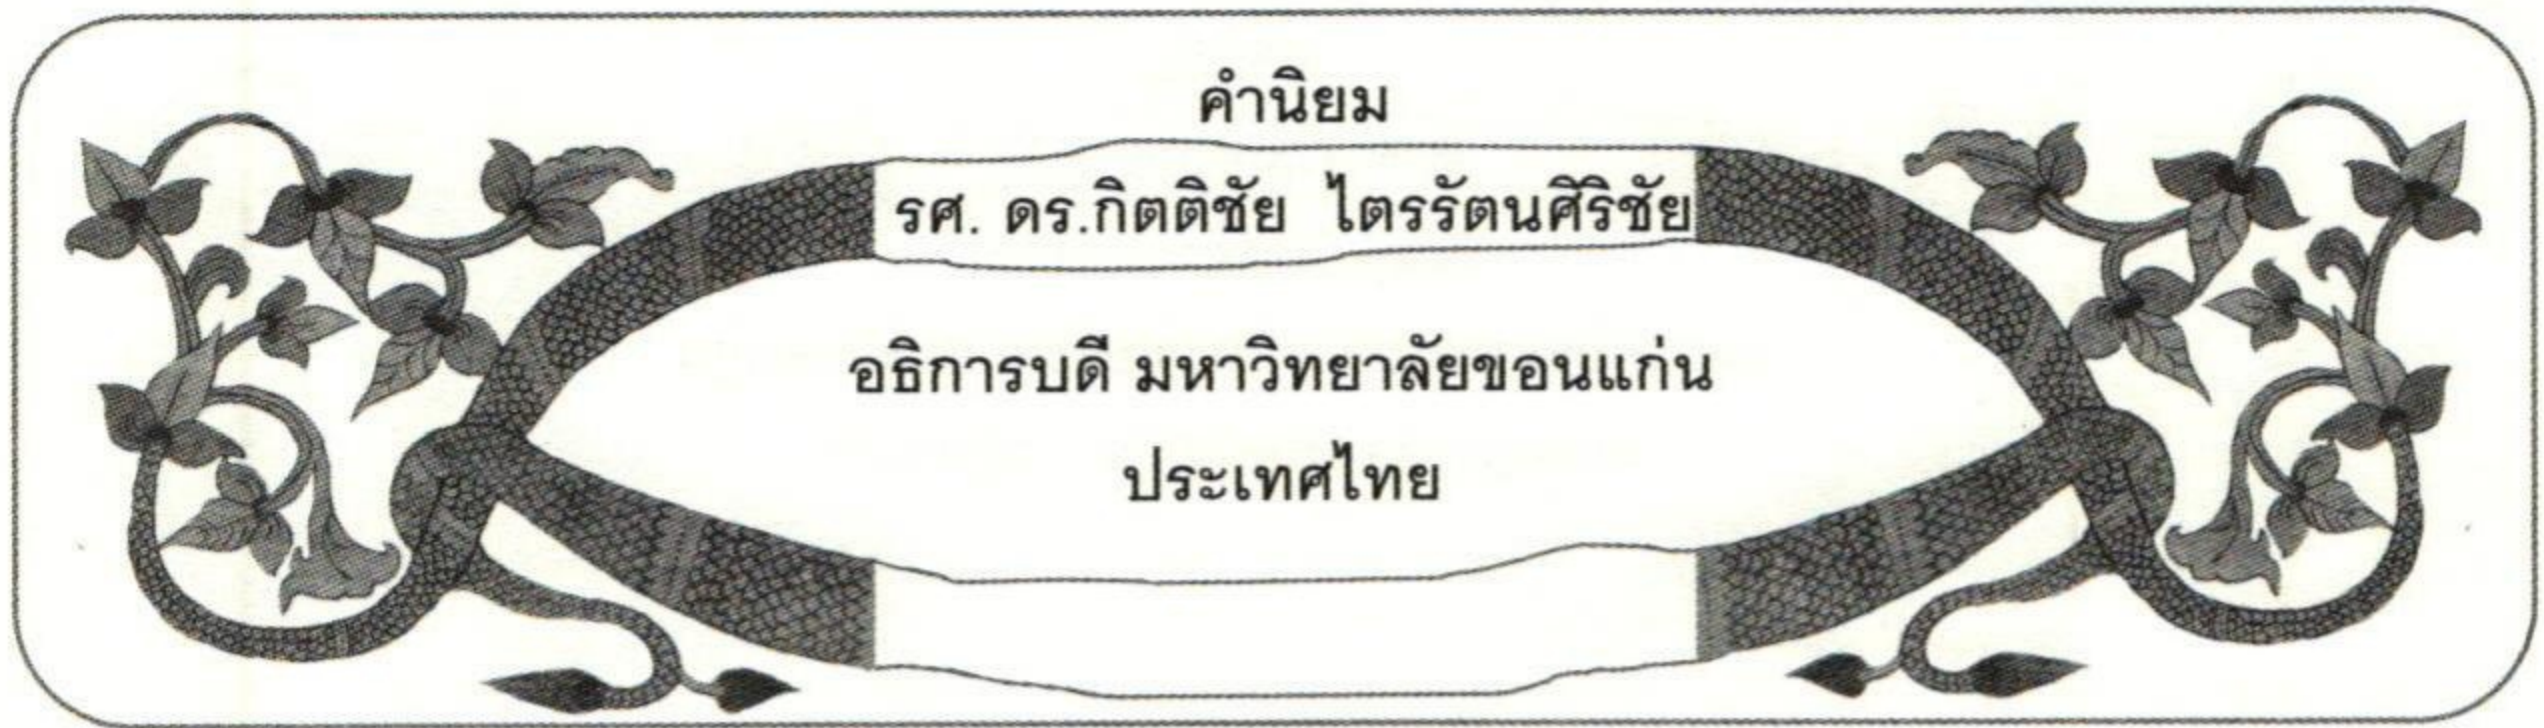 คำนิยม
รศ. ดร.กิตติชัย ไตรรัตนศิริชัย
อธิการบดี มหาวิทยาลัยขอนแก่น
ประเทศไทย